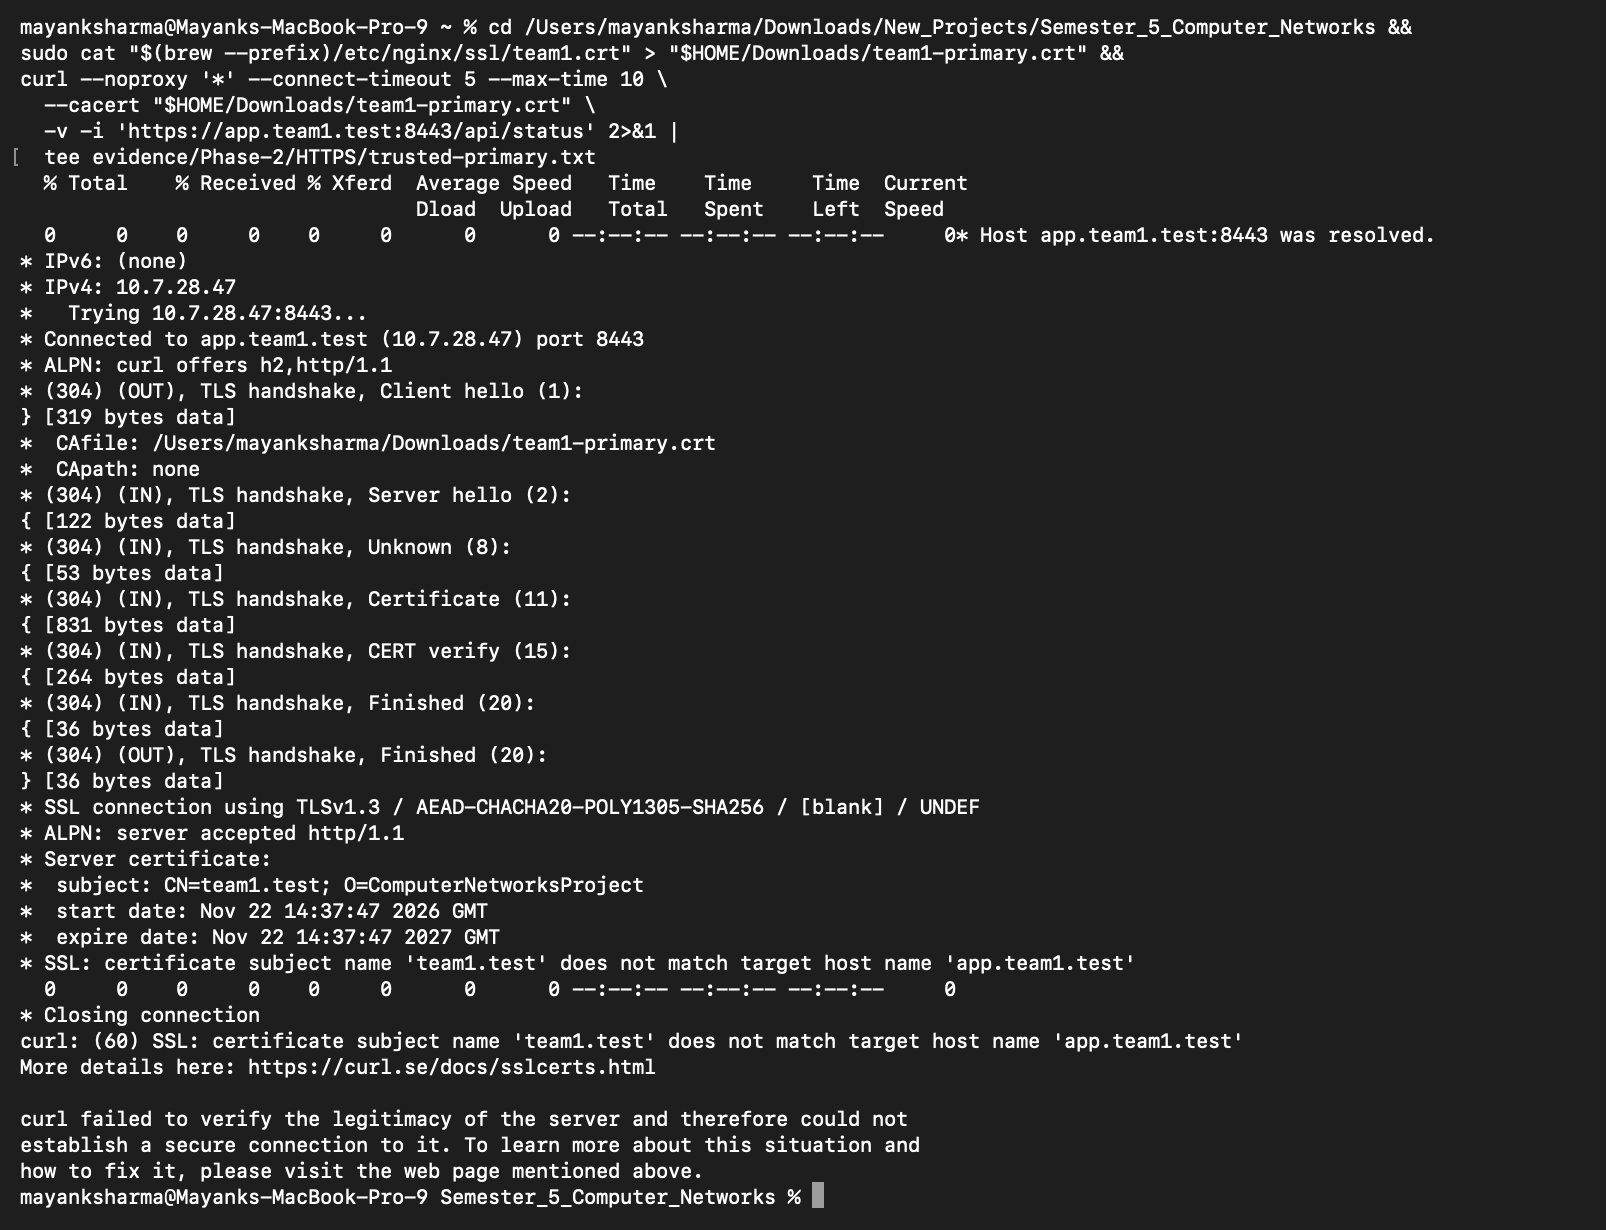 mayanksharma@Mayanks-MacBook-Pro-9 ~ % cd /Users/mayanksharma/Downloads/New_Projects/Semester_5_Computer_Networks &&
sudo cat "$(brew --prefix)/etc/nginx/ssl/team1.crt" > "$HOME/Downloads/team1-primary.crt" &&
curl --noproxy '*' --connect-timeout 5 --max-time 10 \
  --cacert "$HOME/Downloads/team1-primary.crt" \
  -v -i 'https://app.team1.test:8443/api/status' 2>&1 |
[  tee evidence/Phase-2/HTTPS/trusted-primary.txt
  % Total    % Received % Xferd  Average Speed   Time    Time     Time  Current
                                 Dload  Upload   Total   Spent    Left  Speed
  0     0    0     0    0     0      0      0 --:--:-- --:--:-- --:--:--     0* Host app.team1.test:8443 was resolved.
* IPv6: (none)
* IPv4: 10.7.28.47
*   Trying 10.7.28.47:8443...
* Connected to app.team1.test (10.7.28.47) port 8443
* ALPN: curl offers h2,http/1.1
* (304) (OUT), TLS handshake, Client hello (1):
} [319 bytes data]
*  CAfile: /Users/mayanksharma/Downloads/team1-primary.crt
*  CApath: none
* (304) (IN), TLS handshake, Server hello (2):
{ [122 bytes data]
* (304) (IN), TLS handshake, Unknown (8):
{ [53 bytes data]
* (304) (IN), TLS handshake, Certificate (11):
{ [831 bytes data]
* (304) (IN), TLS handshake, CERT verify (15):
{ [264 bytes data]
* (304) (IN), TLS handshake, Finished (20):
{ [36 bytes data]
* (304) (OUT), TLS handshake, Finished (20):
} [36 bytes data]
* SSL connection using TLSv1.3 / AEAD-CHACHA20-POLY1305-SHA256 / [blank] / UNDEF
* ALPN: server accepted http/1.1
* Server certificate:
*  subject: CN=team1.test; O=ComputerNetworksProject
*  start date: Nov 22 14:37:47 2026 GMT
*  expire date: Nov 22 14:37:47 2027 GMT
* SSL: certificate subject name 'team1.test' does not match target host name 'app.team1.test'
  0     0    0     0    0     0      0      0 --:--:-- --:--:-- --:--:--     0
* Closing connection
curl: (60) SSL: certificate subject name 'team1.test' does not match target host name 'app.team1.test'
More details here: https://curl.se/docs/sslcerts.html

curl failed to verify the legitimacy of the server and therefore could not
establish a secure connection to it. To learn more about this situation and
how to fix it, please visit the web page mentioned above.
mayanksharma@Mayanks-MacBook-Pro-9 Semester_5_Computer_Networks %